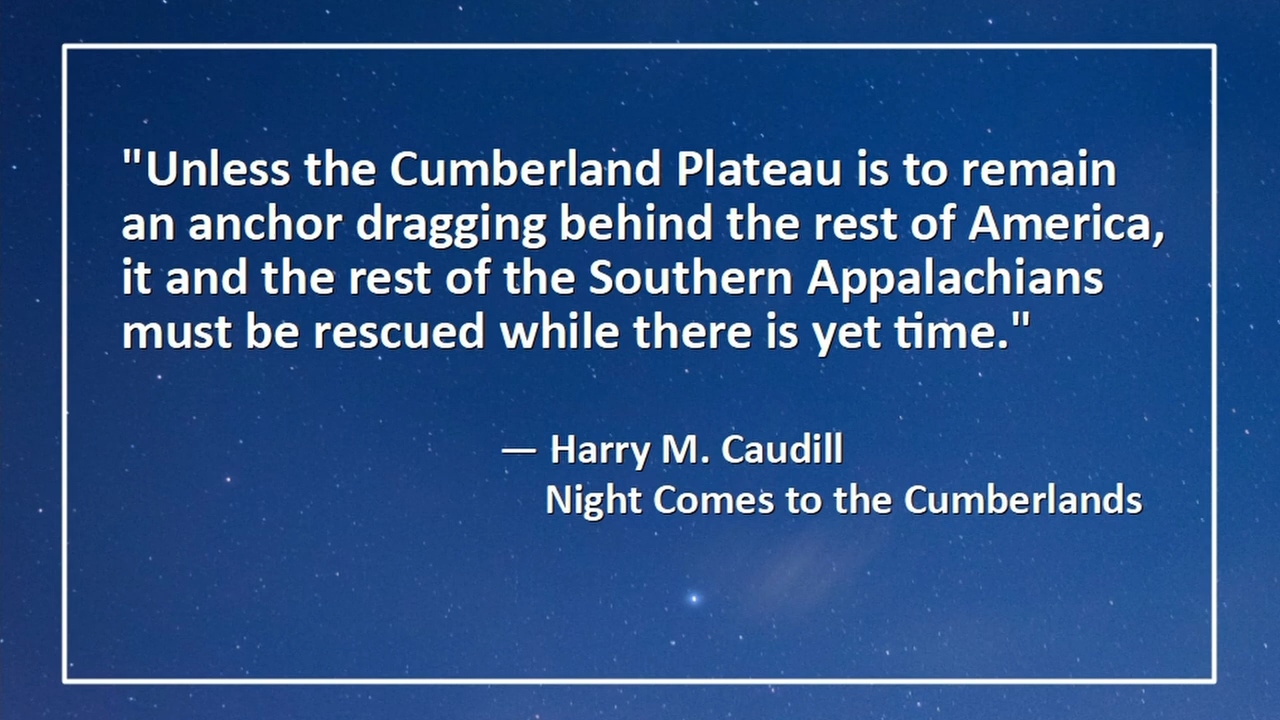 "Unless the Cumberland Plateau is to remain
an anchor dragging behind the rest of America,
it and the rest of the Southern Appalachians
must be rescued while there is yet time."
— Harry M. Caudill
Night Comes to the Cumberlands